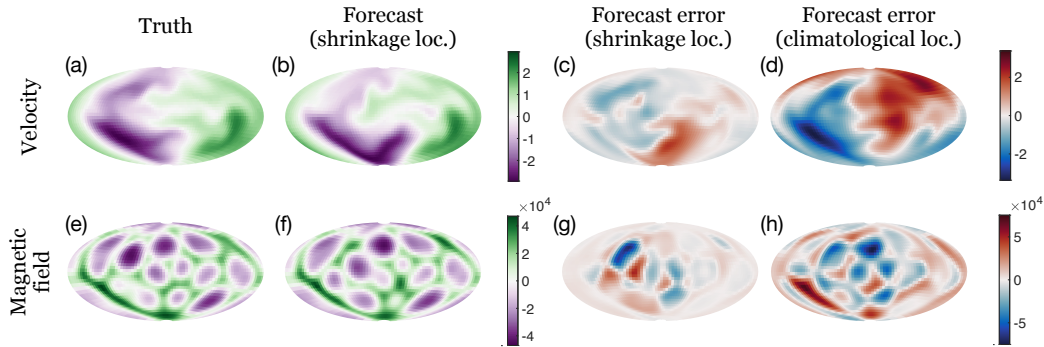 Truth
Forecast
(shrinkage loc.)
Forecast error
(shrinkage loc.)
Forecast error
(climatological loc.)
Velocity
(a)
(b)
2
1
0
-1
-2
(c)
(d)
2
0
-2
Magnetic
field
(e)
(f)
×10⁴
4
2
0
-2
-4
(g)
(h)
×10⁴
5
0
-5